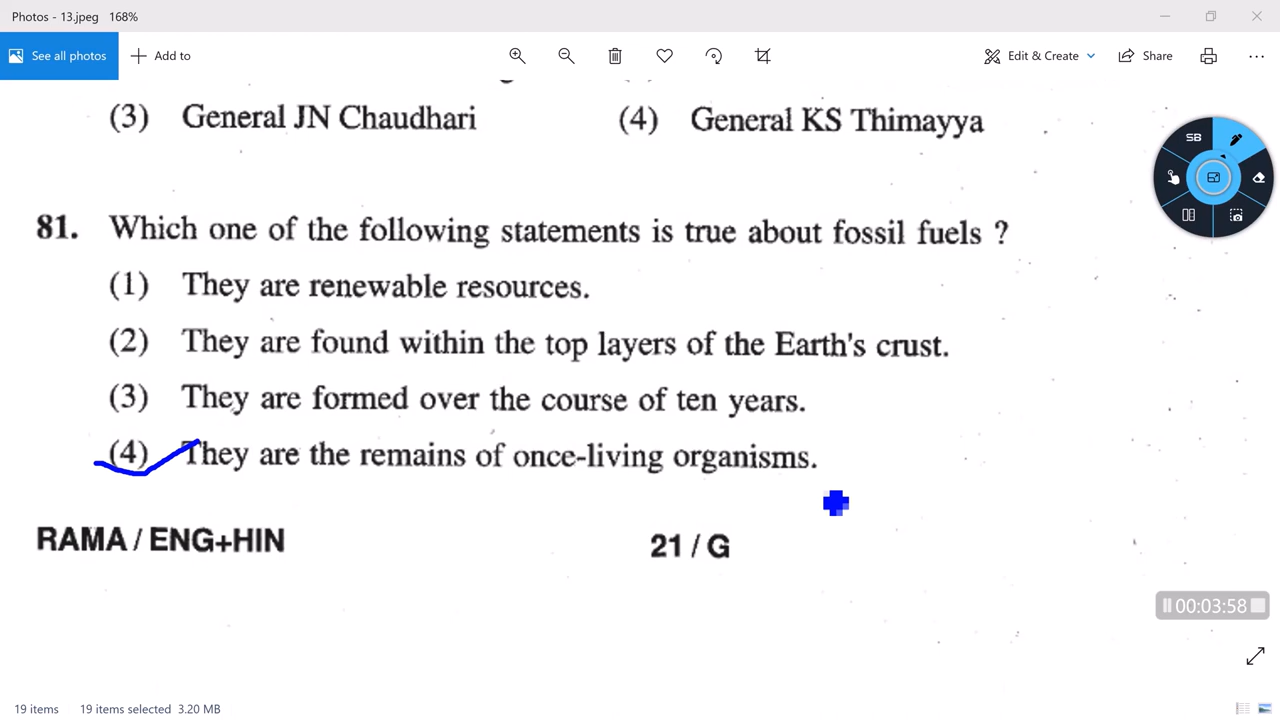 Photos - 13.jpeg 168%
See all photos
Add to
Edit & Create
Share
(3) General JN Chaudhari (4) General KS Thimayya
SB
81. Which one of the following statements is true about fossil fuels ?
(1) They are renewable resources.
(2) They are found within the top layers of the Earth's crust.
(3) They are formed over the course of ten years.
(4) They are the remains of once-living organisms.
RAMA / ENG+HIN 21 / G
00:03:58
19 items 19 items selected 3.20 MB